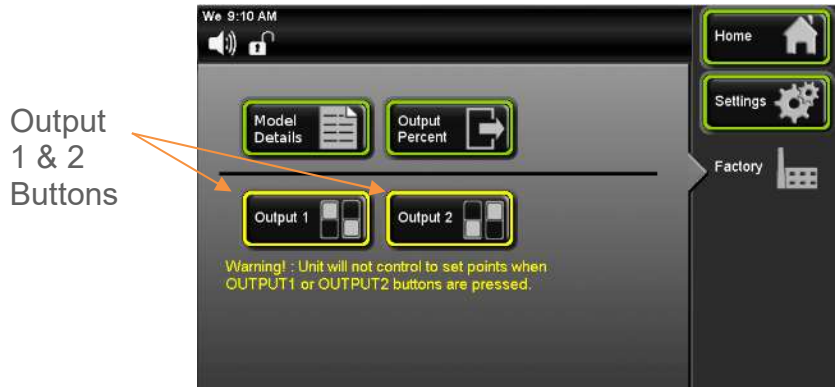 We 9:10 AM
Home
Settings
Factory
Model
Details
Output
Percent
Output
1 & 2
Buttons
Output 1
Output 2
Warning! : Unit will not control to set points when
OUTPUT1 or OUTPUT2 buttons are pressed.